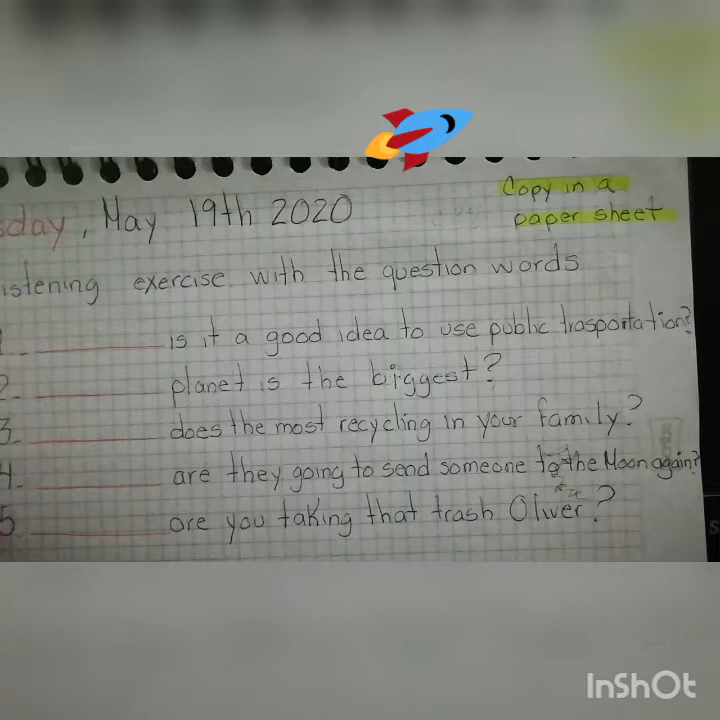 Copy in a
paper sheet
sday, May 19th 2020
istening exercise with the question words
1. ________ is it a good idea to use public trasportation?
2. ________ planet is the biggest?
3. ________ does the most recycling in your family?
4. ________ are they going to send someone to the Moon again?
5 ________ are you taking that trash Oliver?
InShOt